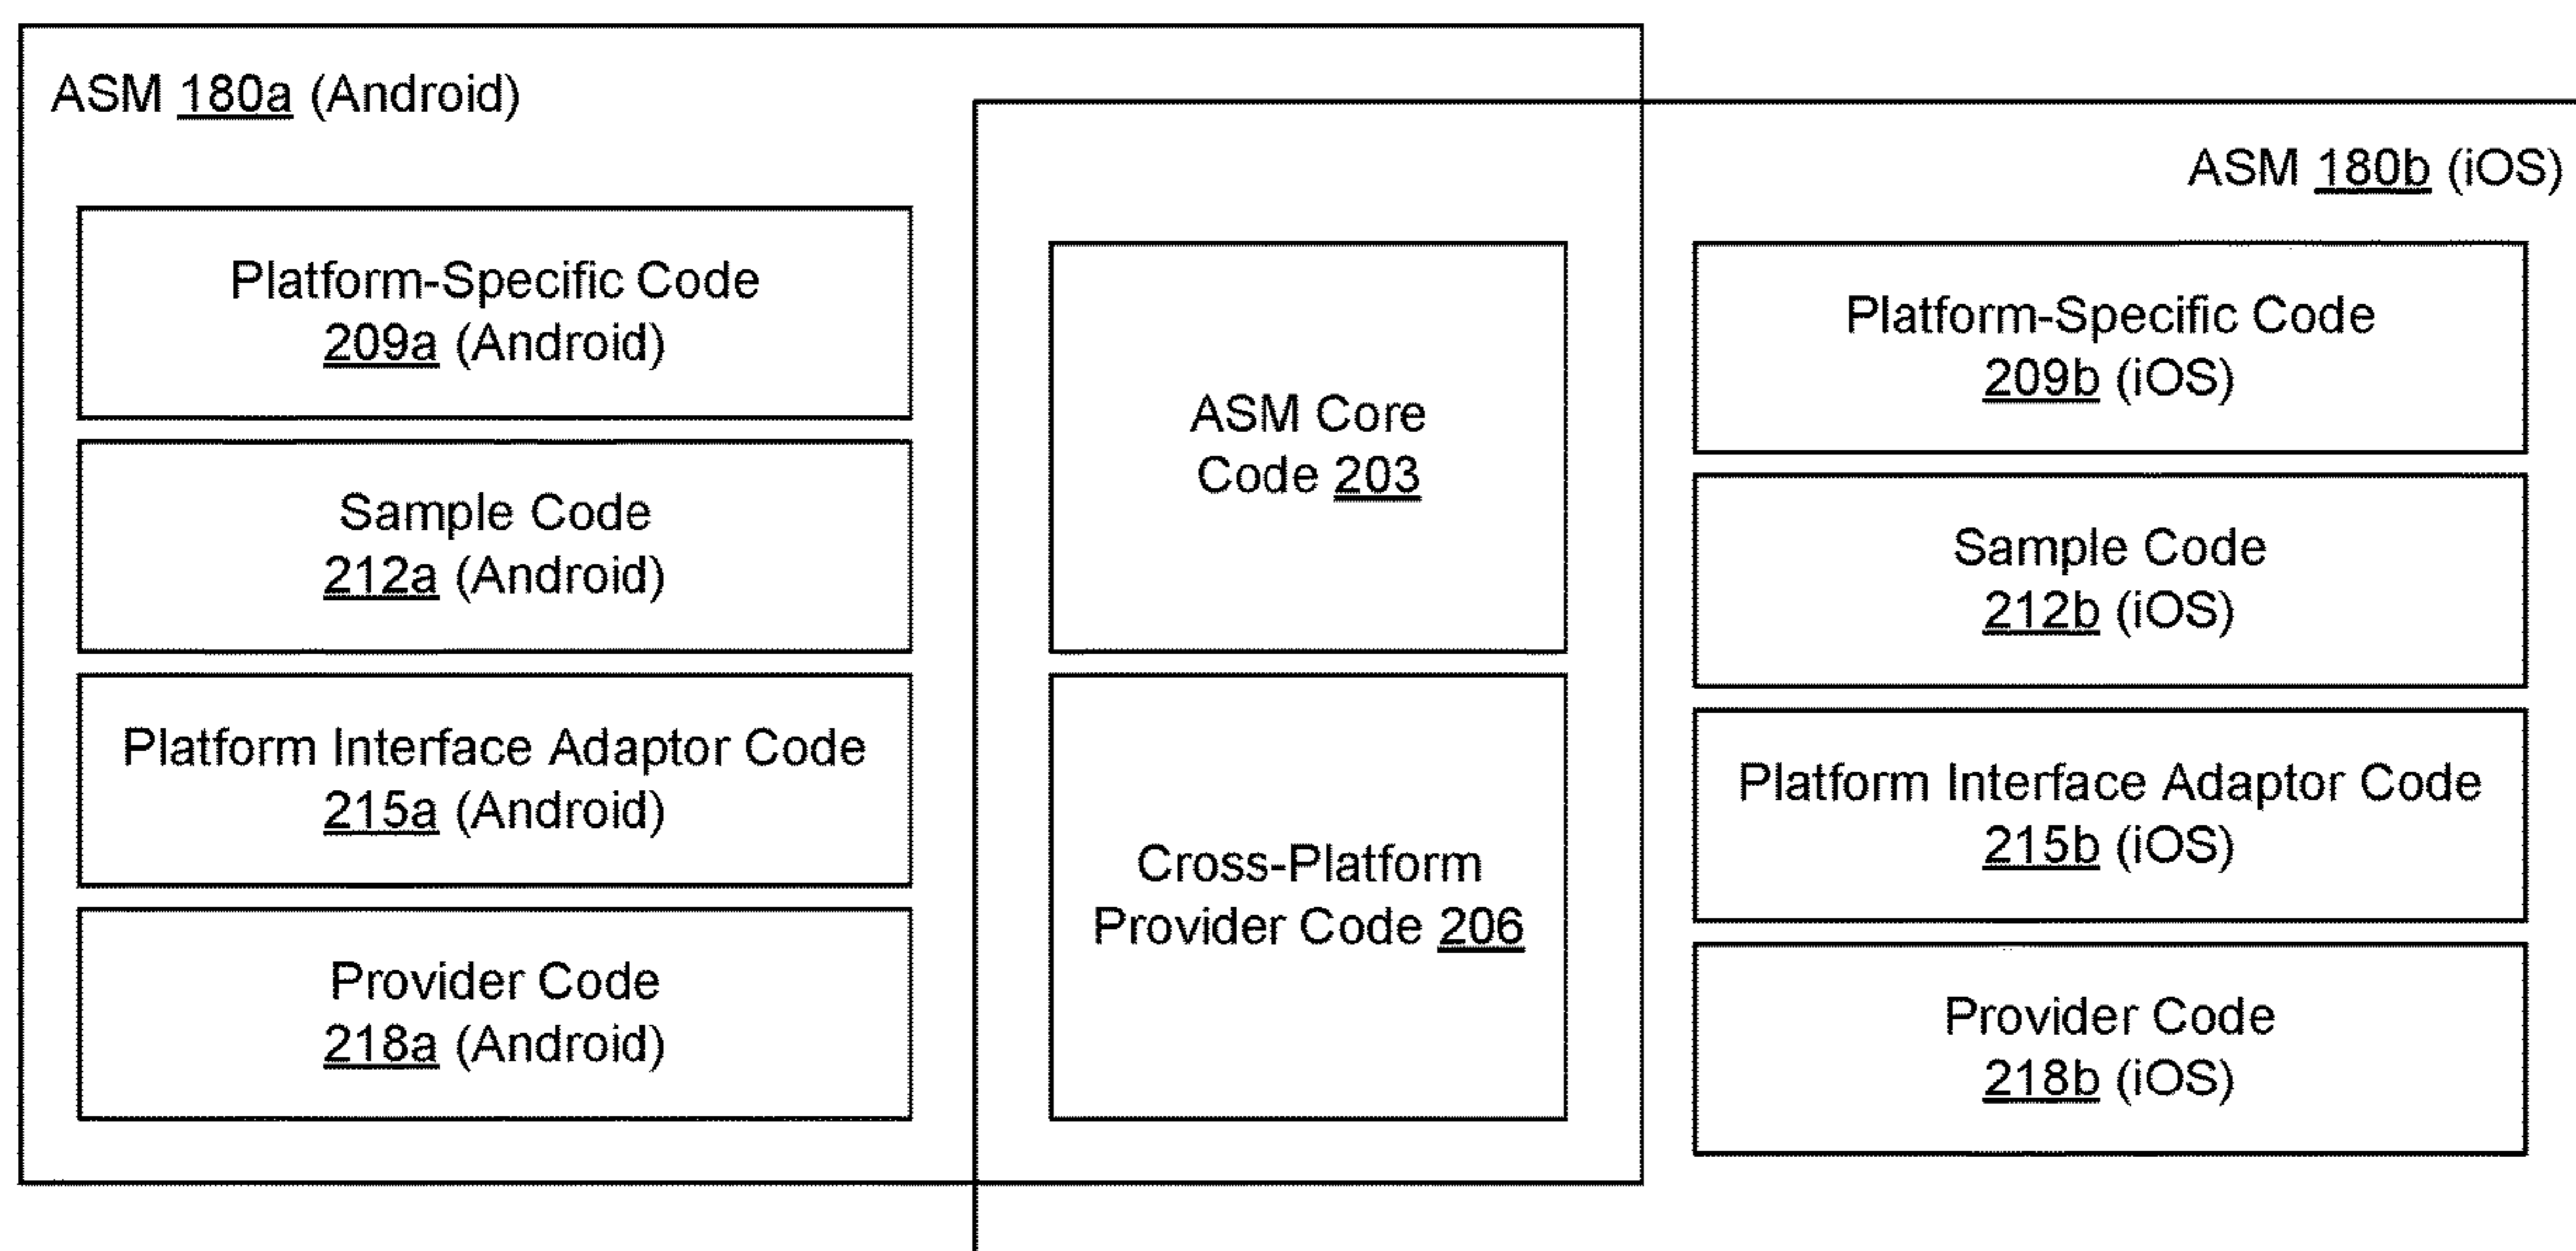 ASM 180a (Android)
Platform-Specific Code
209a (Android)
Sample Code
212a (Android)
Platform Interface Adaptor Code
215a (Android)
Provider Code
218a (Android)
ASM Core
Code 203
Cross-Platform
Provider Code 206
ASM 180b (iOS)
Platform-Specific Code
209b (iOS)
Sample Code
212b (iOS)
Platform Interface Adaptor Code
215b (iOS)
Provider Code
218b (iOS)